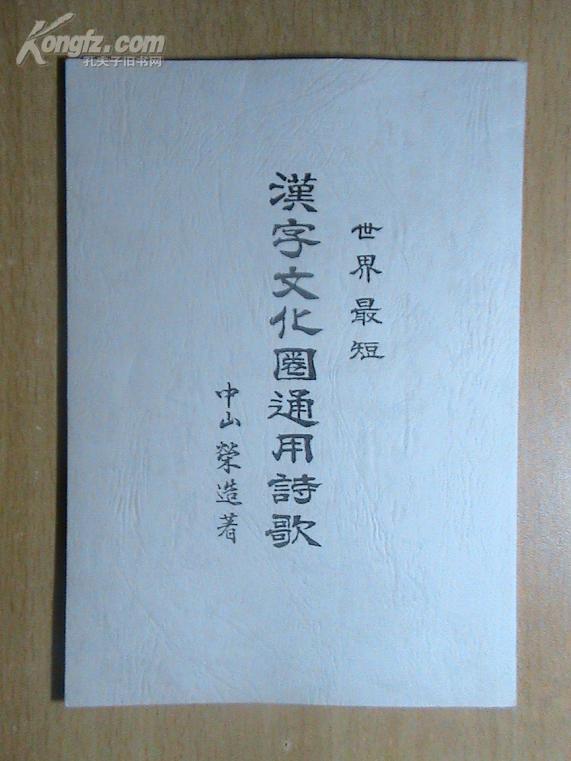 Kongfz.com
孔夫子旧书网
世界最短
漢字文化圈通用詩歌
中山榮造著